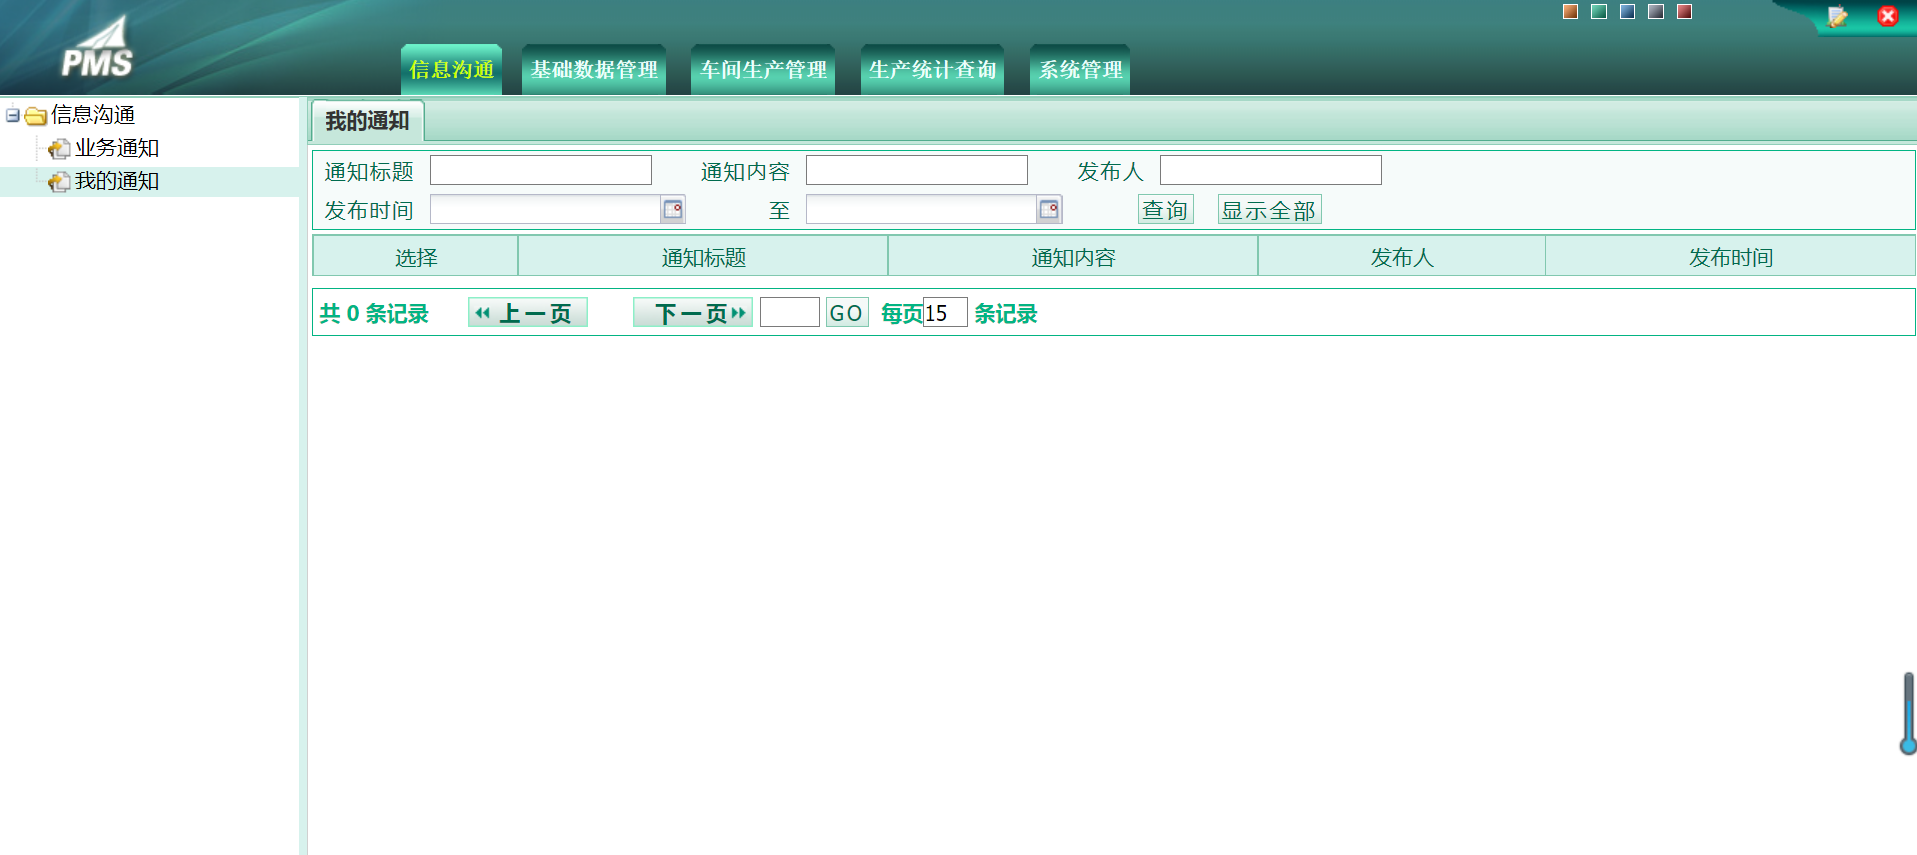 PMS
信息沟通 基础数据管理 车间生产管理 生产统计查询 系统管理
信息沟通
业务通知
我的通知
我的通知
通知标题 通知内容 发布人
发布时间 至 查询 显示全部
选择 通知标题 通知内容 发布人 发布时间
共 0 条记录 上一页 下一页 GO 每页15 条记录